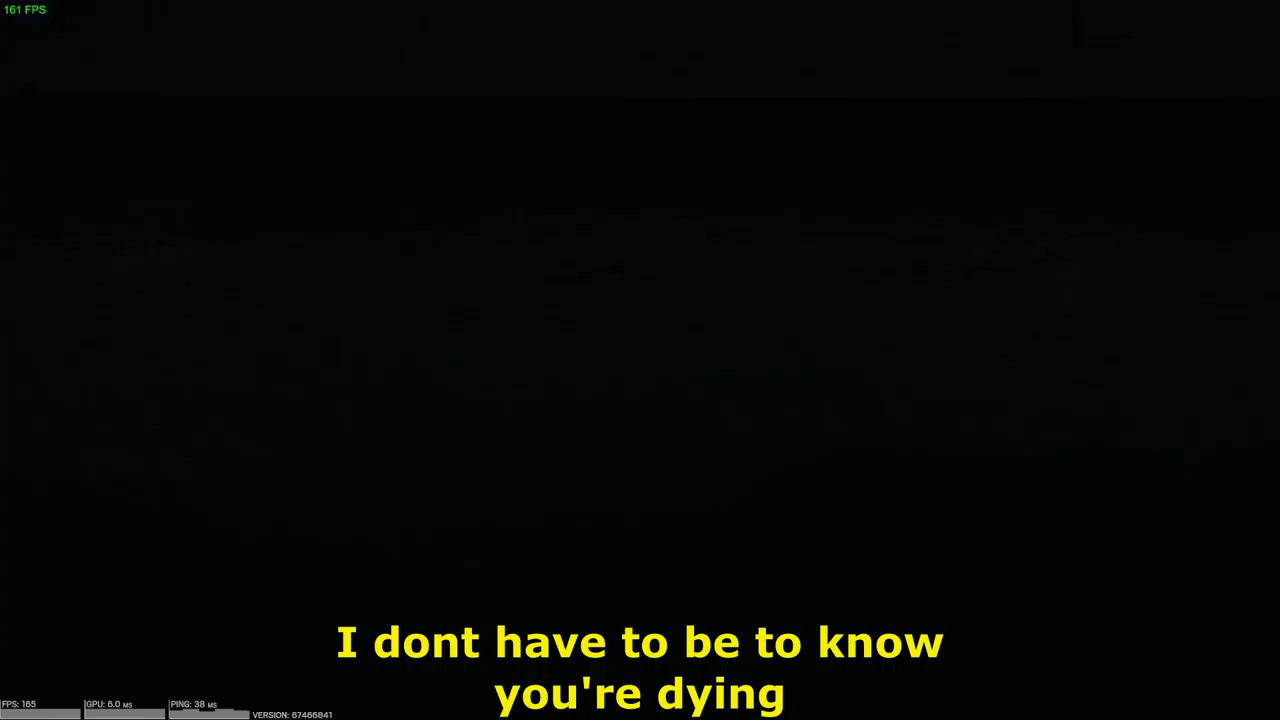 161 FPS
I dont have to be to know
you're dying
FPS: 165 GPU: 6.0 MS PING: 38 MS VERSION: 67466841